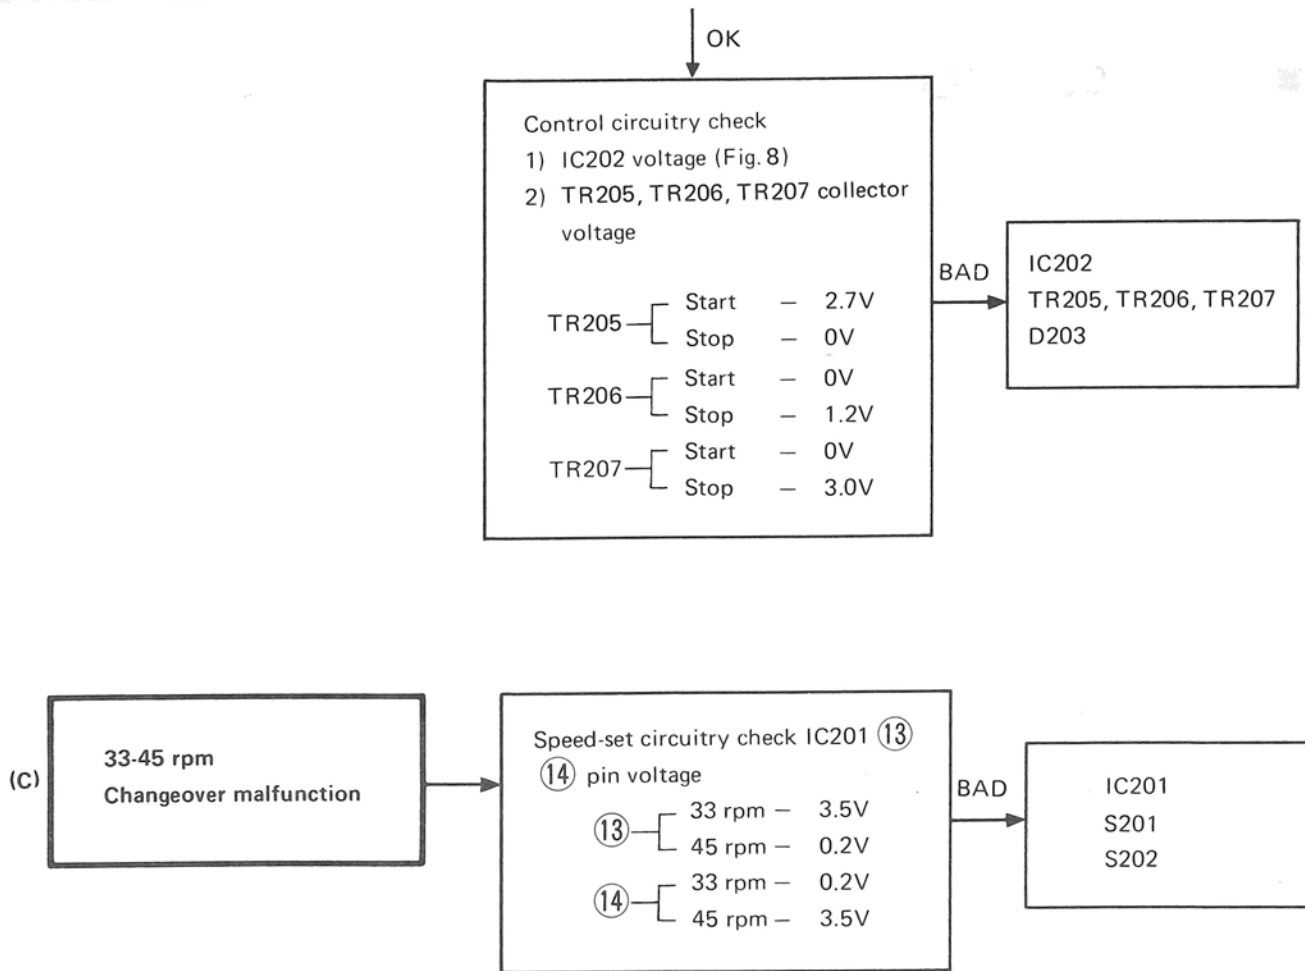 OK
Control circuitry check
1) IC202 voltage (Fig. 8)
2) TR205, TR206, TR207 collector
voltage
TR205
Start – 2.7V
Stop – 0V
TR206
Start – 0V
Stop – 1.2V
TR207
Start – 0V
Stop – 3.0V
BAD
IC202
TR205, TR206, TR207
D203
(C)
33-45 rpm
Changeover malfunction
Speed-set circuitry check IC201 ⑬
⑭ pin voltage
⑬
33 rpm – 3.5V
45 rpm – 0.2V
⑭
33 rpm – 0.2V
45 rpm – 3.5V
BAD
IC201
S201
S202